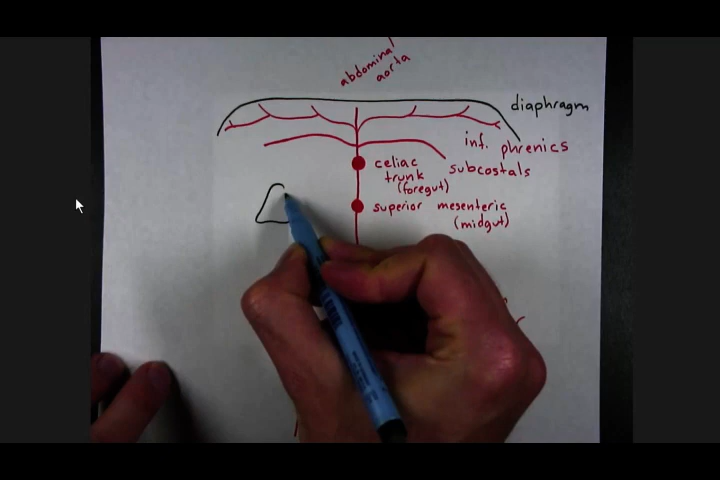 abdominal
aorta
diaphragm
inf. phrenics
subcostals
celiac
trunk
(foregut)
superior mesenteric
(midgut)